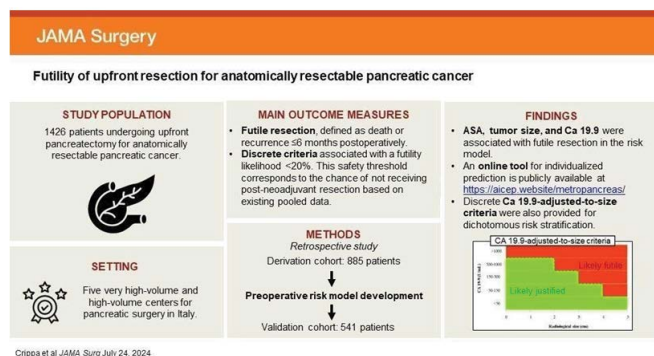 JAMA Surgery
Futility of upfront resection for anatomically resectable pancreatic cancer
STUDY POPULATION
1426 patients undergoing upfront
pancreatectomy for anatomically
resectable pancreatic cancer.
SETTING
Five very high-volume and
high-volume centers for
pancreatic surgery in Italy.
MAIN OUTCOME MEASURES
• Futile resection, defined as death or
recurrence ≤6 months postoperatively.
• Discrete criteria associated with a futility
likelihood <20%. This safety threshold
corresponds to the chance of not receiving
post-neoadjuvant resection based on
existing pooled data.
METHODS
Retrospective study
Derivation cohort: 885 patients
Preoperative risk model development
Validation cohort: 541 patients
FINDINGS
• ASA, tumor size, and Ca 19.9 were
associated with futile resection in the risk
model.
• An online tool for individualized
prediction is publicly available at
https://aicep.website/metropancreas/
• Discrete Ca 19.9-adjusted-to-size
criteria were also provided for
dichotomous risk stratification.
CA 19.9-adjusted-to-size criteria
Likely futile
Likely justified
Crippa et al JAMA Surg July 24, 2024